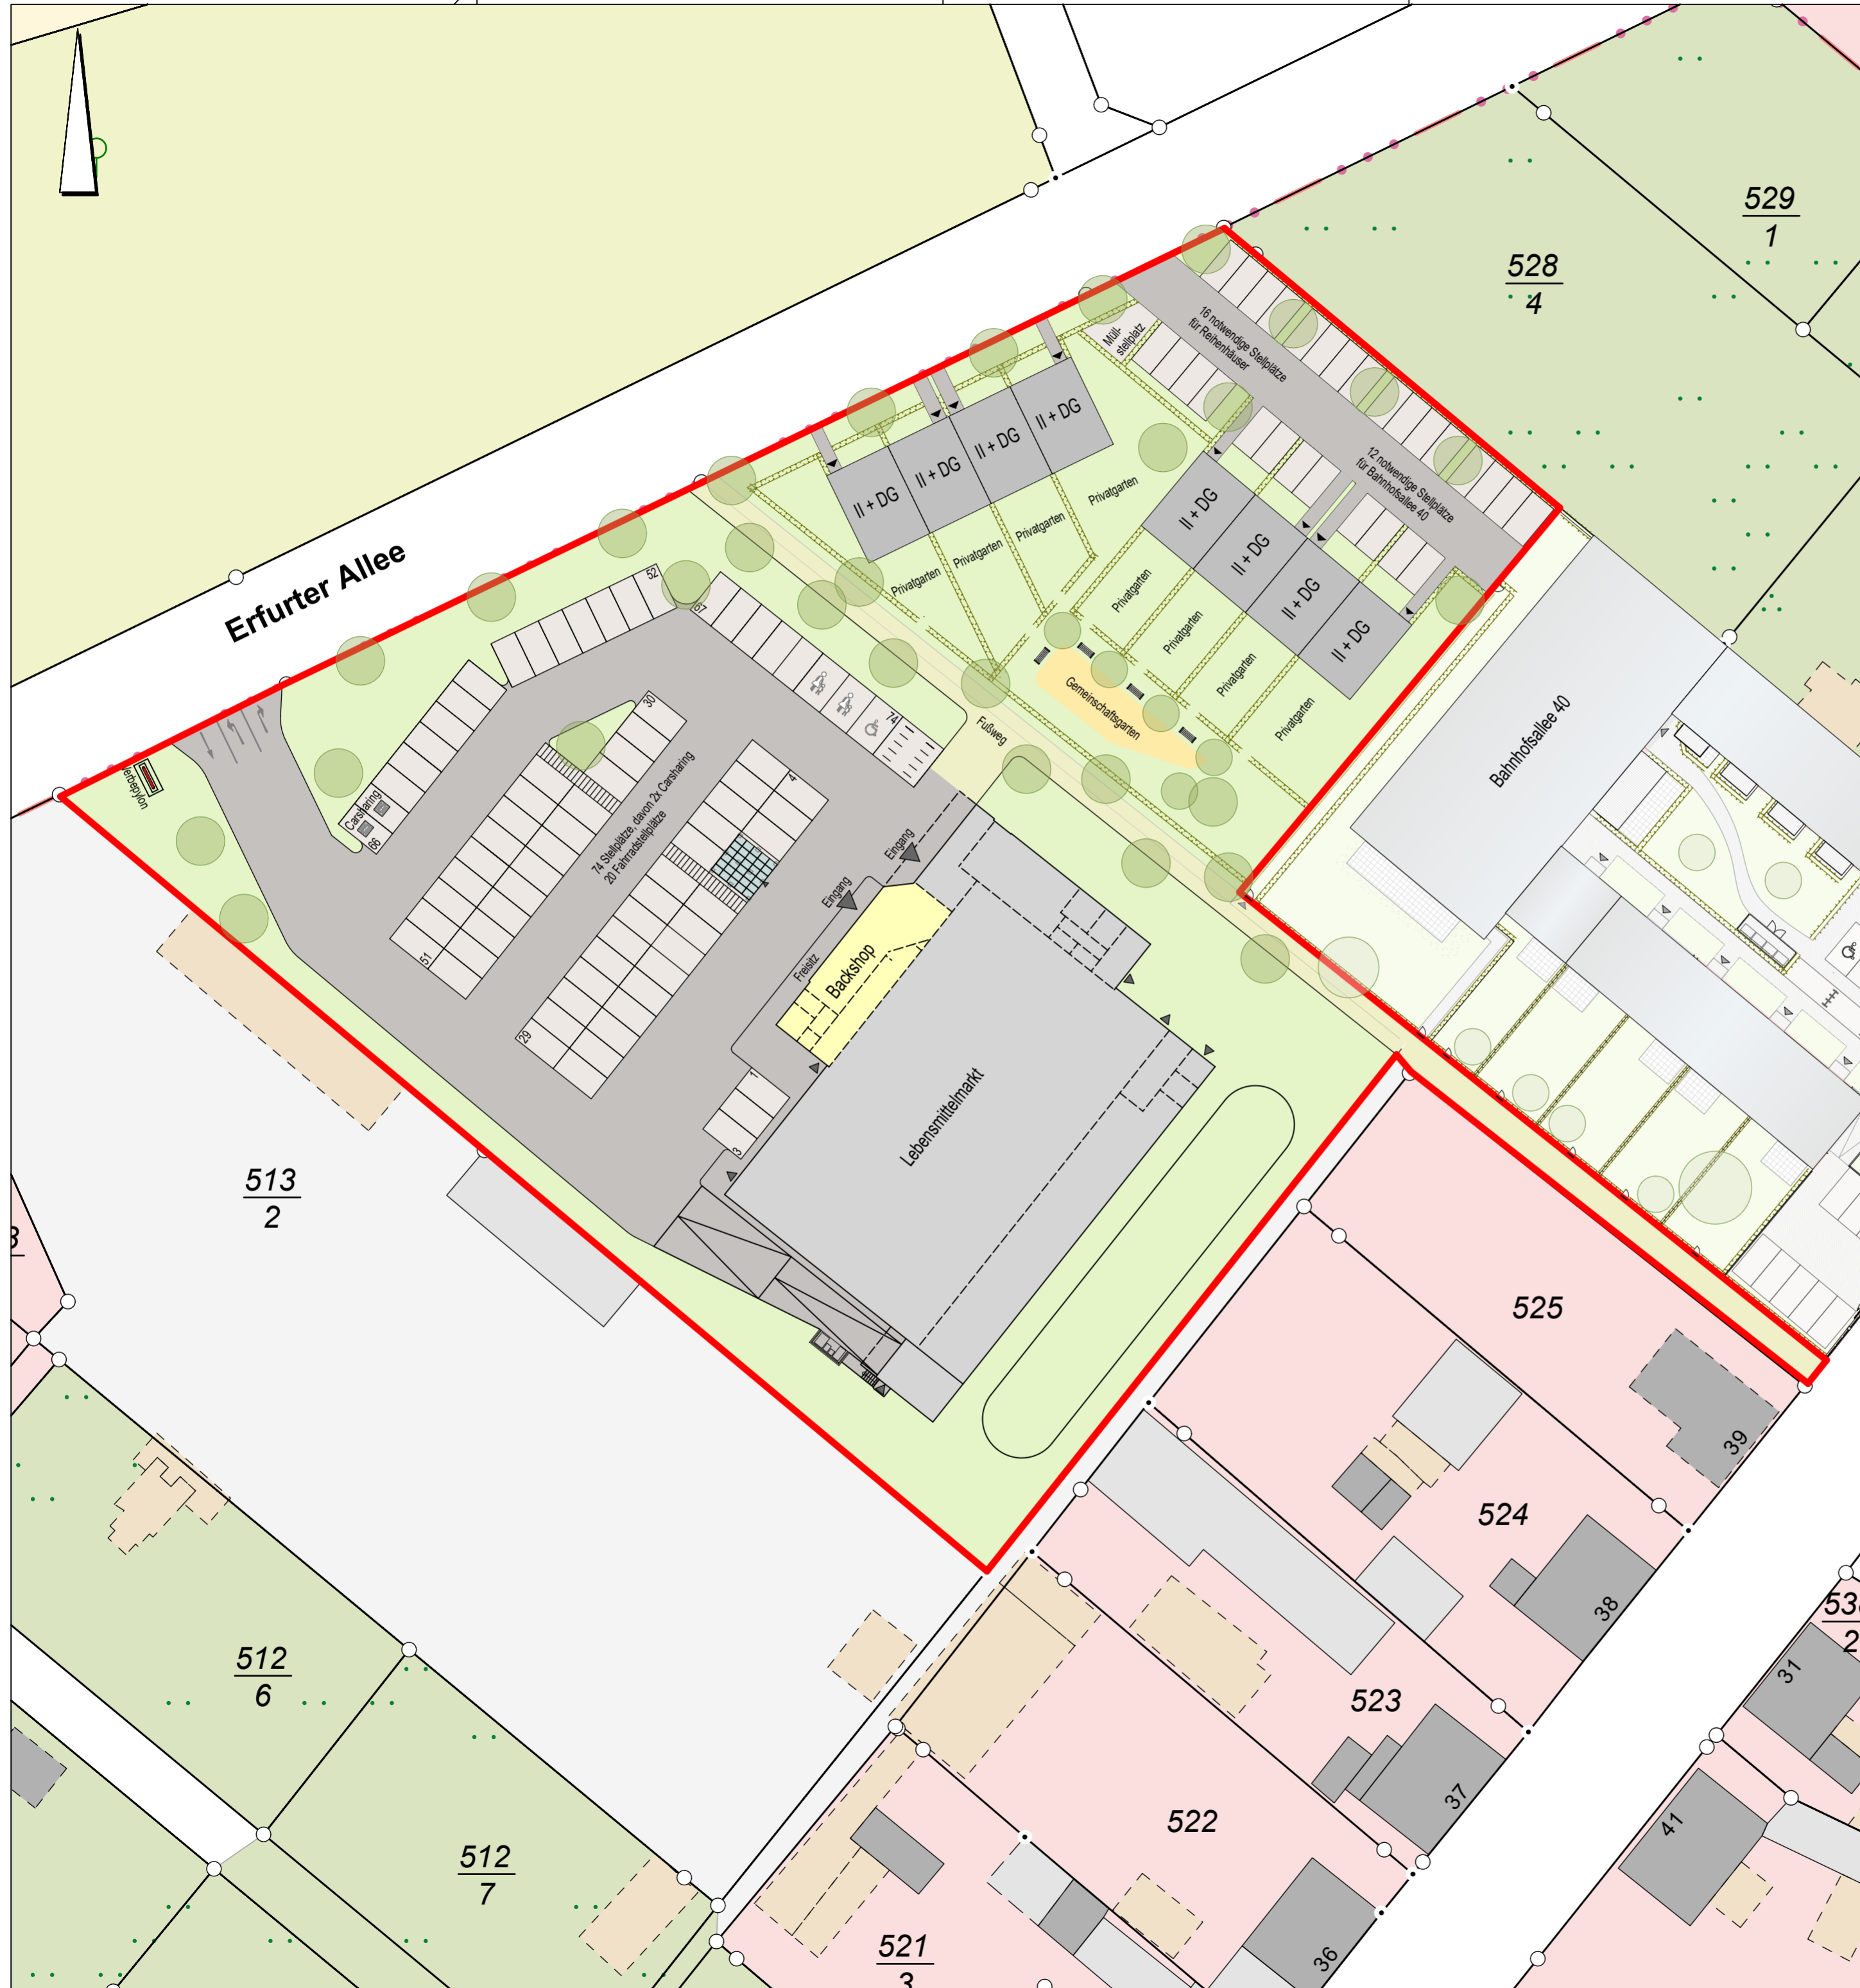 529
1
528
4
16 notwendige Stellplätze
für Reihenhäuser
Müll-
stellplatz
II + DG
II + DG
II + DG
II + DG
12 notwendige Stellplätze
für Bahnhofsallee 40
Privatgarten
Privatgarten
Privatgarten
Privatgarten
II + DG
II + DG
II + DG
II + DG
Privatgarten
Privatgarten
Privatgarten
Privatgarten
Gemeinschaftsgarten
Fußweg
Erfurter Allee
52
67
74
30
4
66
Carsharing
74 Stellplätze, davon 2x Carsharing
20 Fahrradstellplätze
51
29
Eingang
Eingang
Freisitz
Backshop
1
3
Lebensmittelmarkt
Bahnhofsallee 40
513
2
525
39
524
38
523
37
522
36
521
3
512
6
512
7
31
41
2